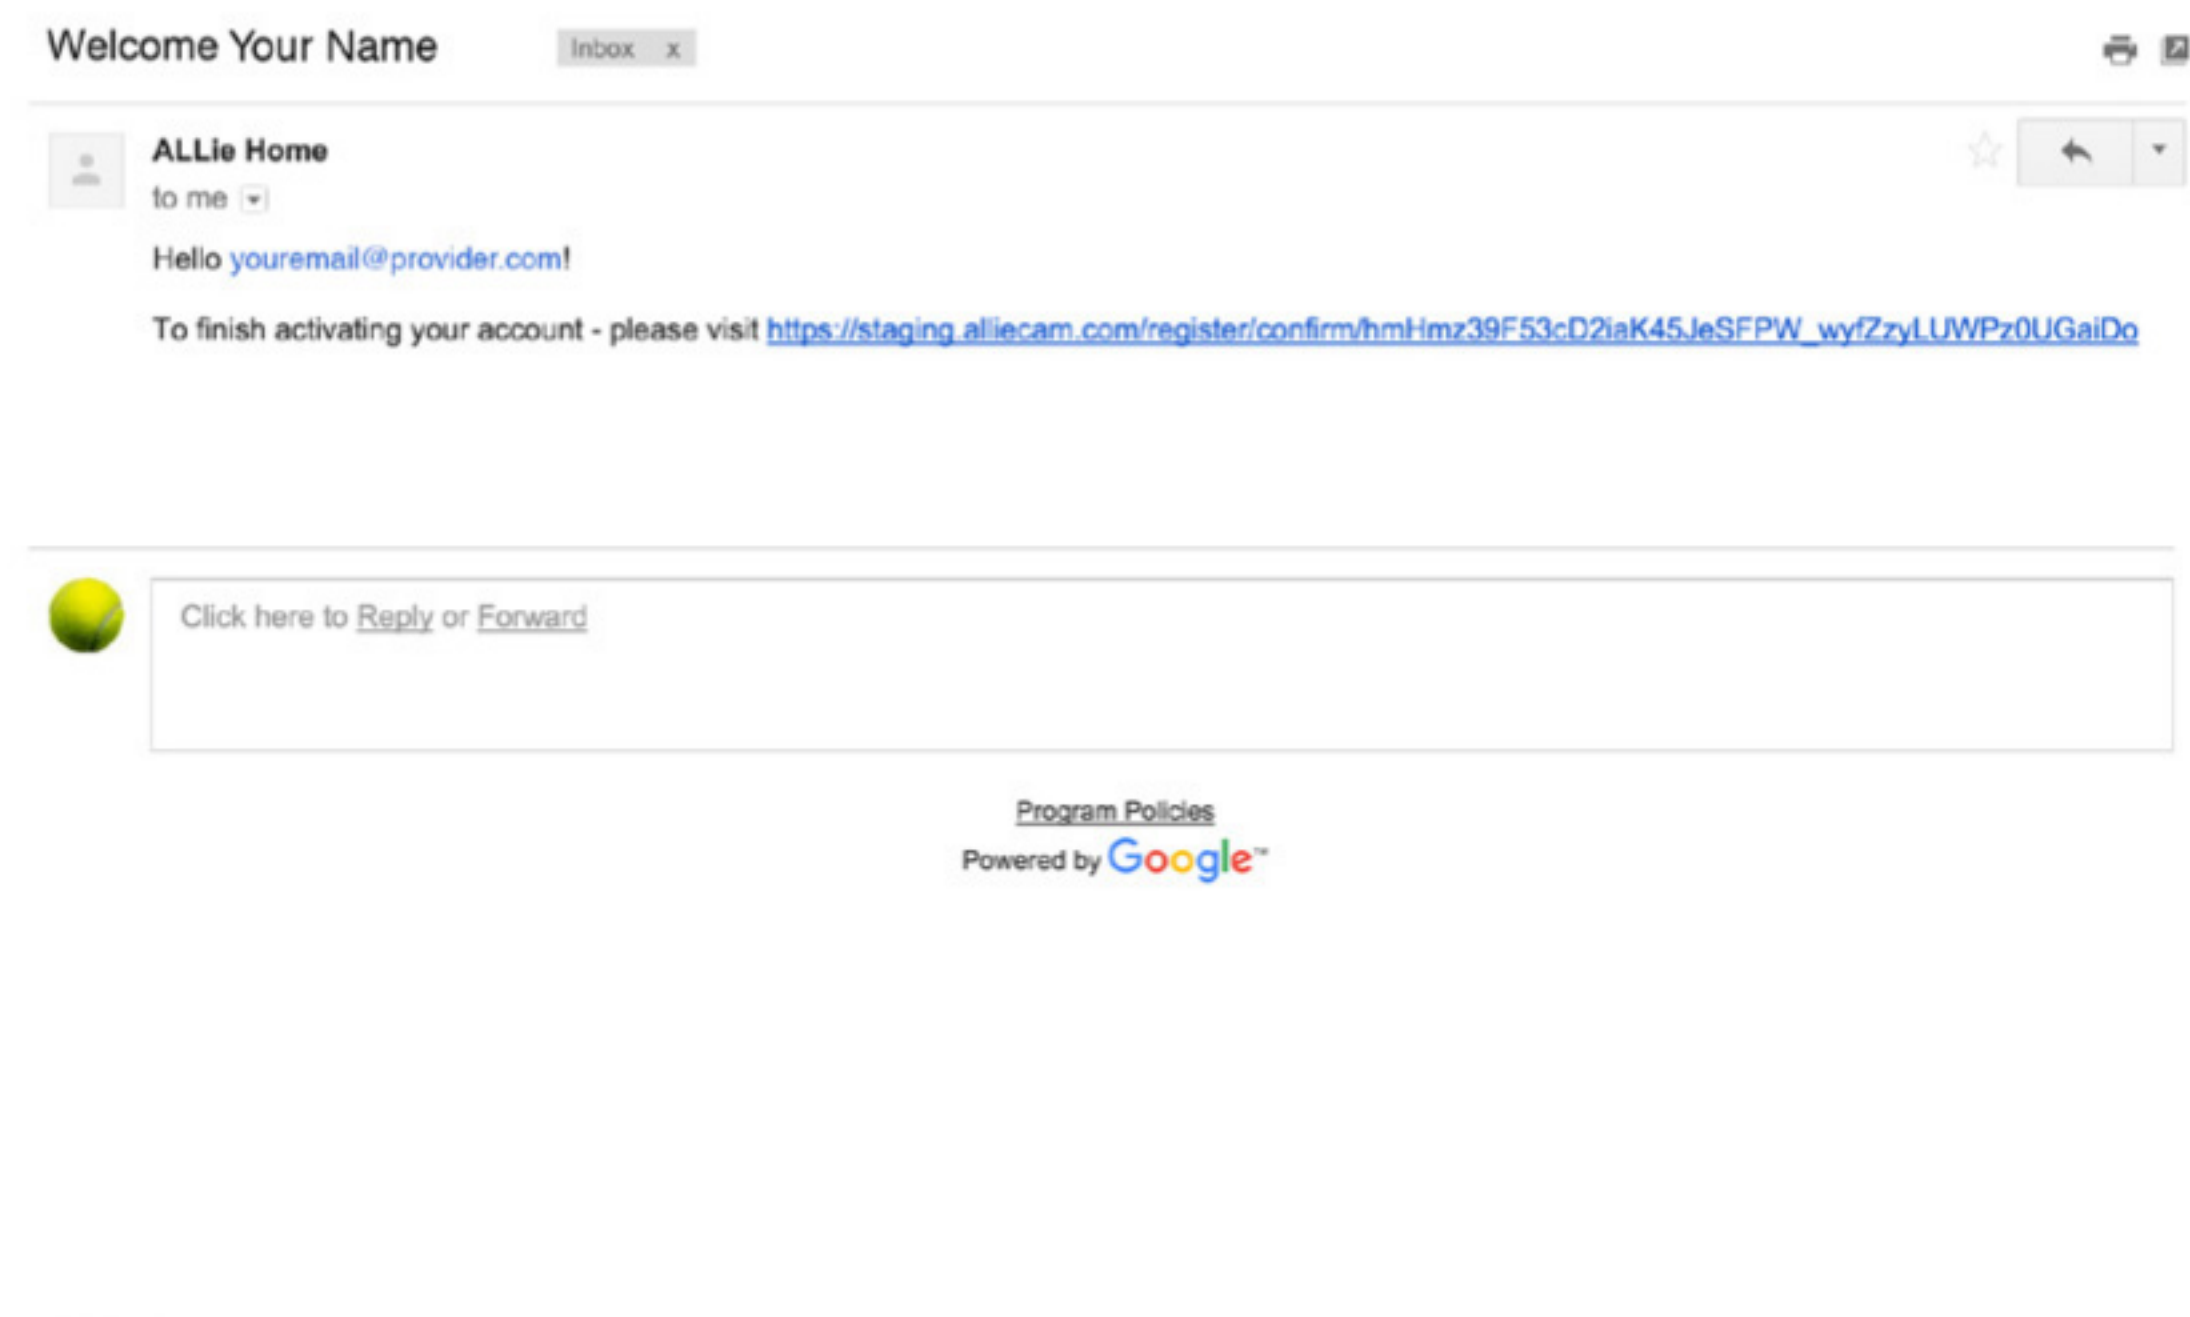 Welcome Your Name
Inbox x
ALLie Home
to me
Hello youremail@provider.com!
To finish activating your account - please visit https://staging.alliecam.com/register/confirm/hmHmz39F53cD2iaK45JeSFPW_wyfZzyLUWPz0UGaiDo
Click here to Reply or Forward
Program Policies
Powered by Google™